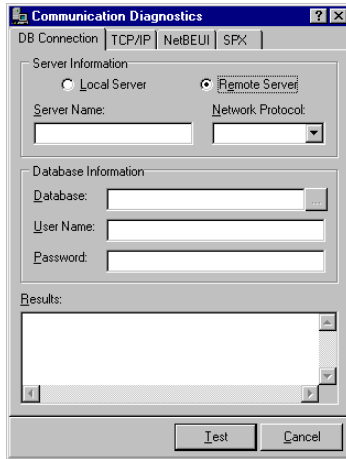 Communication Diagnostics
DB Connection TCP/IP NetBEUI SPX
Server Information
Local Server Remote Server
Server Name: Network Protocol:
Database Information
Database: ...
User Name:
Password:
Results:
Test Cancel